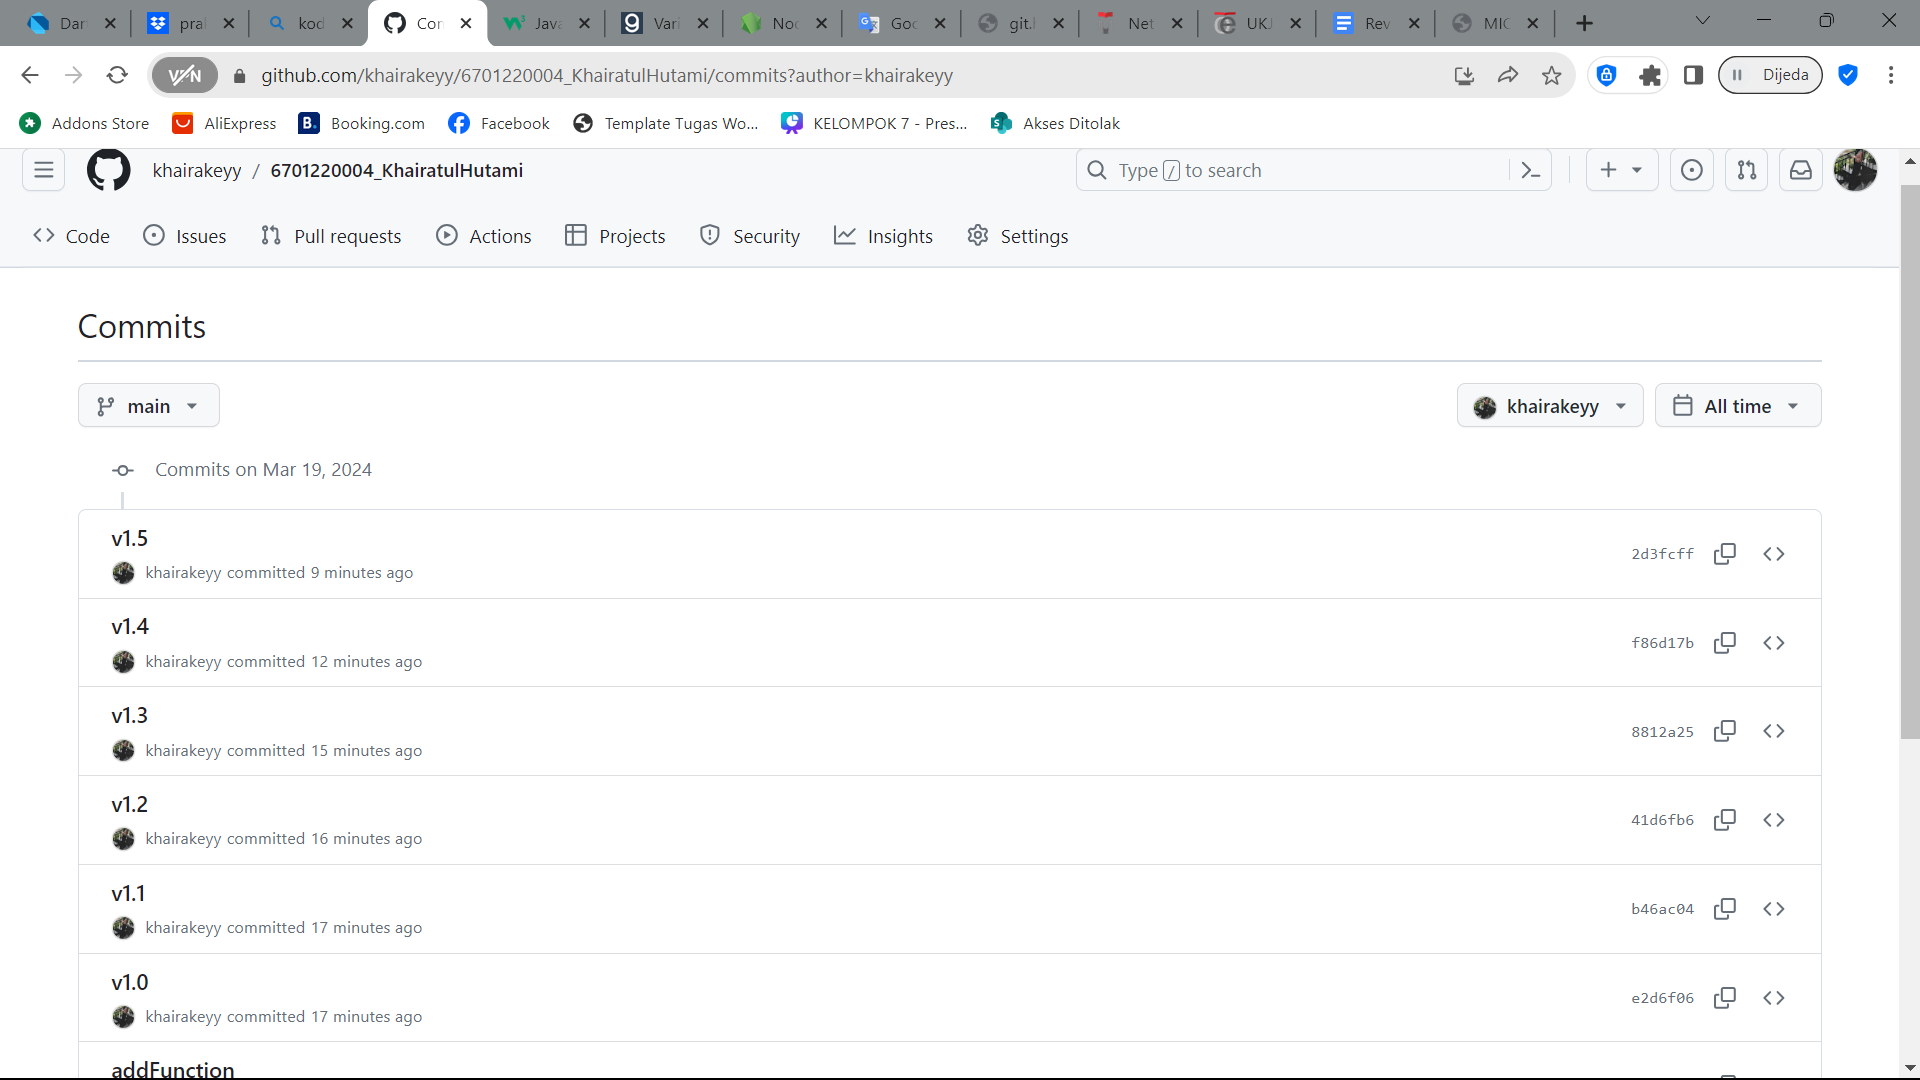 Dar
pral
kod
Cor
Java
Vari
Noc
Goc
git.l
Net
UKJ
Rev
MIC
VPN
github.com/khairakeyy/6701220004_KhairatulHutami/commits?author=khairakeyy
Dijeda
Addons Store
AliExpress
B. Booking.com
Facebook
Template Tugas Wo...
KELOMPOK 7 - Pres...
Akses Ditolak
khairakeyy / 6701220004_KhairatulHutami
Type / to search
Code
Issues
Pull requests
Actions
Projects
Security
Insights
Settings
Commits
main
khairakeyy
All time
Commits on Mar 19, 2024
v1.5
khairakeyy committed 9 minutes ago
2d3fcff
v1.4
khairakeyy committed 12 minutes ago
f86d17b
v1.3
khairakeyy committed 15 minutes ago
8812a25
v1.2
khairakeyy committed 16 minutes ago
41d6fb6
v1.1
khairakeyy committed 17 minutes ago
b46ac04
v1.0
khairakeyy committed 17 minutes ago
e2d6f06
addFunction